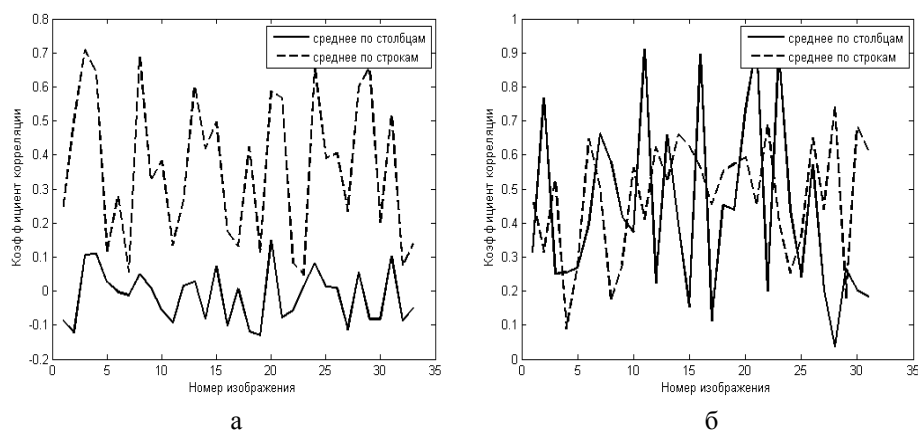 0.8
0.7
0.6
0.5
0.4
0.3
0.2
0.1
0
-0.1
-0.2
0 5 10 15 20 25 30 35
Коэффициент корреляции
Номер изображения
среднее по столбцам
среднее по строкам
а
1
0.9
0.8
0.7
0.6
0.5
0.4
0.3
0.2
0.1
0
0 5 10 15 20 25 30 35
Коэффициент корреляции
Номер изображения
среднее по столбцам
среднее по строкам
б